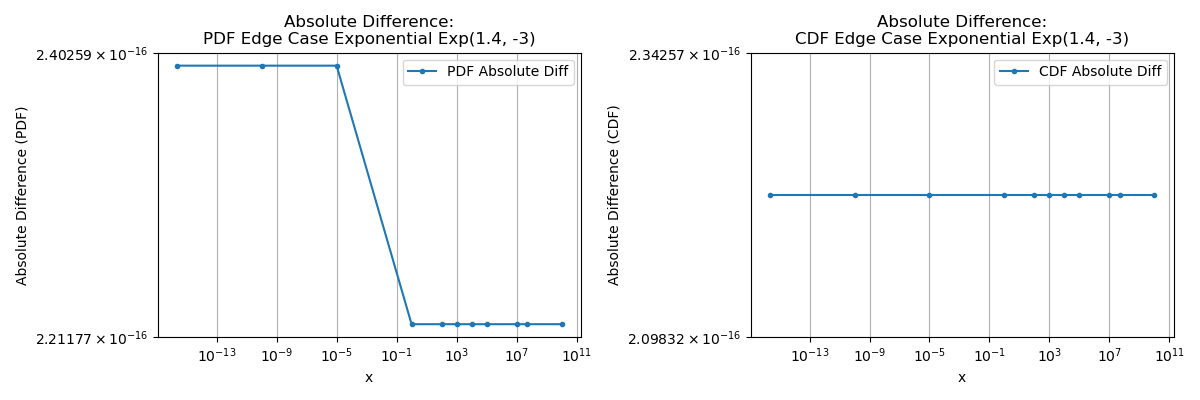 Absolute Difference:
PDF Edge Case Exponential Exp(1.4, -3)
2.40259 × 10⁻¹⁶
PDF Absolute Diff
Absolute Difference (PDF)
2.21177 × 10⁻¹⁶
10⁻¹³ 10⁻⁹ 10⁻⁵ 10⁻¹ 10³ 10⁷ 10¹¹
x
Absolute Difference:
CDF Edge Case Exponential Exp(1.4, -3)
2.34257 × 10⁻¹⁶
CDF Absolute Diff
Absolute Difference (CDF)
2.09832 × 10⁻¹⁶
10⁻¹³ 10⁻⁹ 10⁻⁵ 10⁻¹ 10³ 10⁷ 10¹¹
x